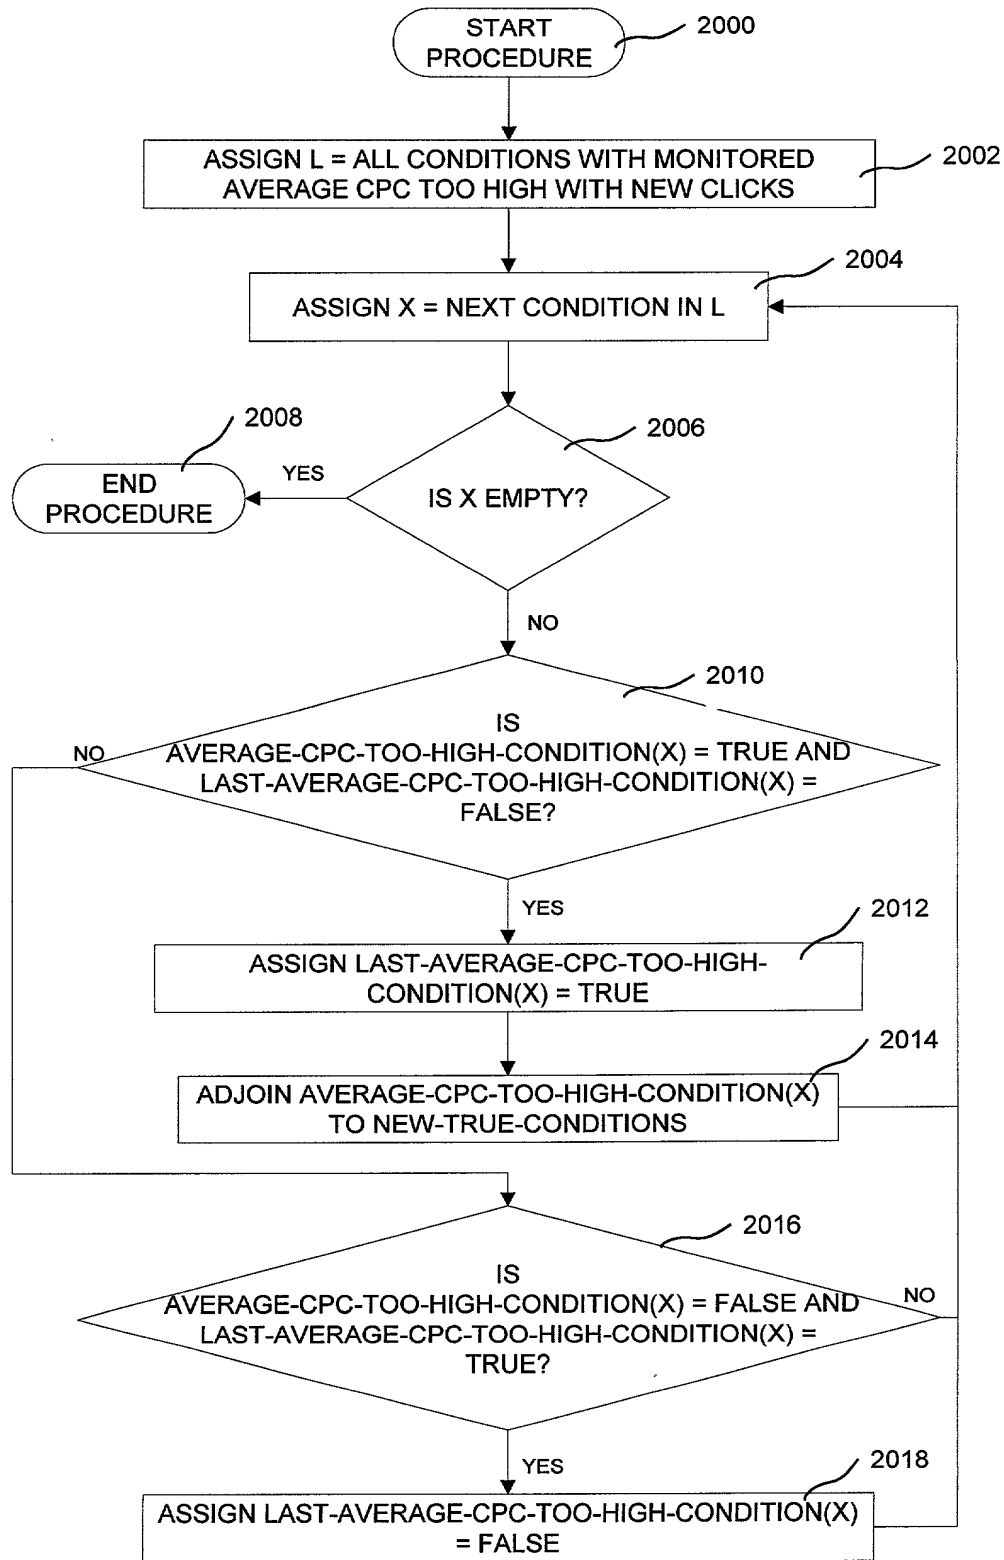 START
PROCEDURE
2000
ASSIGN L = ALL CONDITIONS WITH MONITORED
AVERAGE CPC TOO HIGH WITH NEW CLICKS
2002
ASSIGN X = NEXT CONDITION IN L
2004
2008
END
PROCEDURE
YES
2006
IS X EMPTY?
NO
2010
NO
IS
AVERAGE-CPC-TOO-HIGH-CONDITION(X) = TRUE AND
LAST-AVERAGE-CPC-TOO-HIGH-CONDITION(X) =
FALSE?
YES
2012
ASSIGN LAST-AVERAGE-CPC-TOO-HIGH-
CONDITION(X) = TRUE
2014
ADJOIN AVERAGE-CPC-TOO-HIGH-CONDITION(X)
TO NEW-TRUE-CONDITIONS
2016
IS
AVERAGE-CPC-TOO-HIGH-CONDITION(X) = FALSE AND
LAST-AVERAGE-CPC-TOO-HIGH-CONDITION(X) =
TRUE?
NO
YES
2018
ASSIGN LAST-AVERAGE-CPC-TOO-HIGH-CONDITION(X)
= FALSE